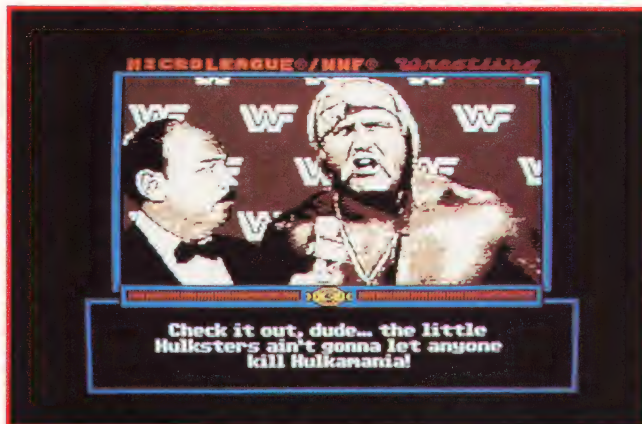 MICROLEAGUE®/WWF® Wrestling
WF WF
WF WF WF
WF
Check it out, dude... the little
Hulksters ain't gonna let anyone
kill Hulkamania!